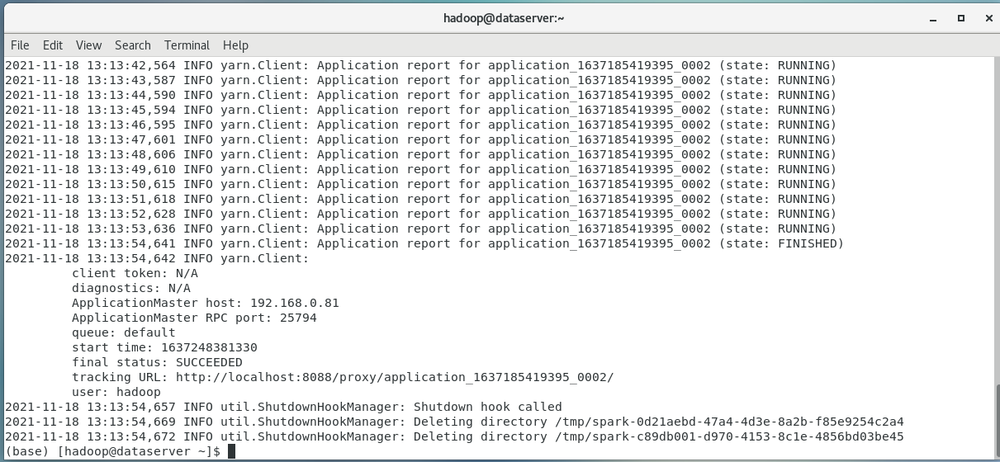 hadoop@dataserver:~
File Edit View Search Terminal Help
2021-11-18 13:13:42,564 INFO yarn.Client: Application report for application_1637185419395_0002 (state: RUNNING)
2021-11-18 13:13:43,587 INFO yarn.Client: Application report for application_1637185419395_0002 (state: RUNNING)
2021-11-18 13:13:44,590 INFO yarn.Client: Application report for application_1637185419395_0002 (state: RUNNING)
2021-11-18 13:13:45,594 INFO yarn.Client: Application report for application_1637185419395_0002 (state: RUNNING)
2021-11-18 13:13:46,595 INFO yarn.Client: Application report for application_1637185419395_0002 (state: RUNNING)
2021-11-18 13:13:47,601 INFO yarn.Client: Application report for application_1637185419395_0002 (state: RUNNING)
2021-11-18 13:13:48,606 INFO yarn.Client: Application report for application_1637185419395_0002 (state: RUNNING)
2021-11-18 13:13:49,610 INFO yarn.Client: Application report for application_1637185419395_0002 (state: RUNNING)
2021-11-18 13:13:50,615 INFO yarn.Client: Application report for application_1637185419395_0002 (state: RUNNING)
2021-11-18 13:13:51,618 INFO yarn.Client: Application report for application_1637185419395_0002 (state: RUNNING)
2021-11-18 13:13:52,628 INFO yarn.Client: Application report for application_1637185419395_0002 (state: RUNNING)
2021-11-18 13:13:53,636 INFO yarn.Client: Application report for application_1637185419395_0002 (state: RUNNING)
2021-11-18 13:13:54,641 INFO yarn.Client: Application report for application_1637185419395_0002 (state: FINISHED)
2021-11-18 13:13:54,642 INFO yarn.Client:
client token: N/A
diagnostics: N/A
ApplicationMaster host: 192.168.0.81
ApplicationMaster RPC port: 25794
queue: default
start time: 1637248381330
final status: SUCCEEDED
tracking URL: http://localhost:8088/proxy/application_1637185419395_0002/
user: hadoop
2021-11-18 13:13:54,657 INFO util.ShutdownHookManager: Shutdown hook called
2021-11-18 13:13:54,669 INFO util.ShutdownHookManager: Deleting directory /tmp/spark-0d21aebd-47a4-4d3e-8a2b-f85e9254c2a4
2021-11-18 13:13:54,672 INFO util.ShutdownHookManager: Deleting directory /tmp/spark-c89db001-d970-4153-8c1e-4856bd03be45
(base) [hadoop@dataserver ~]$